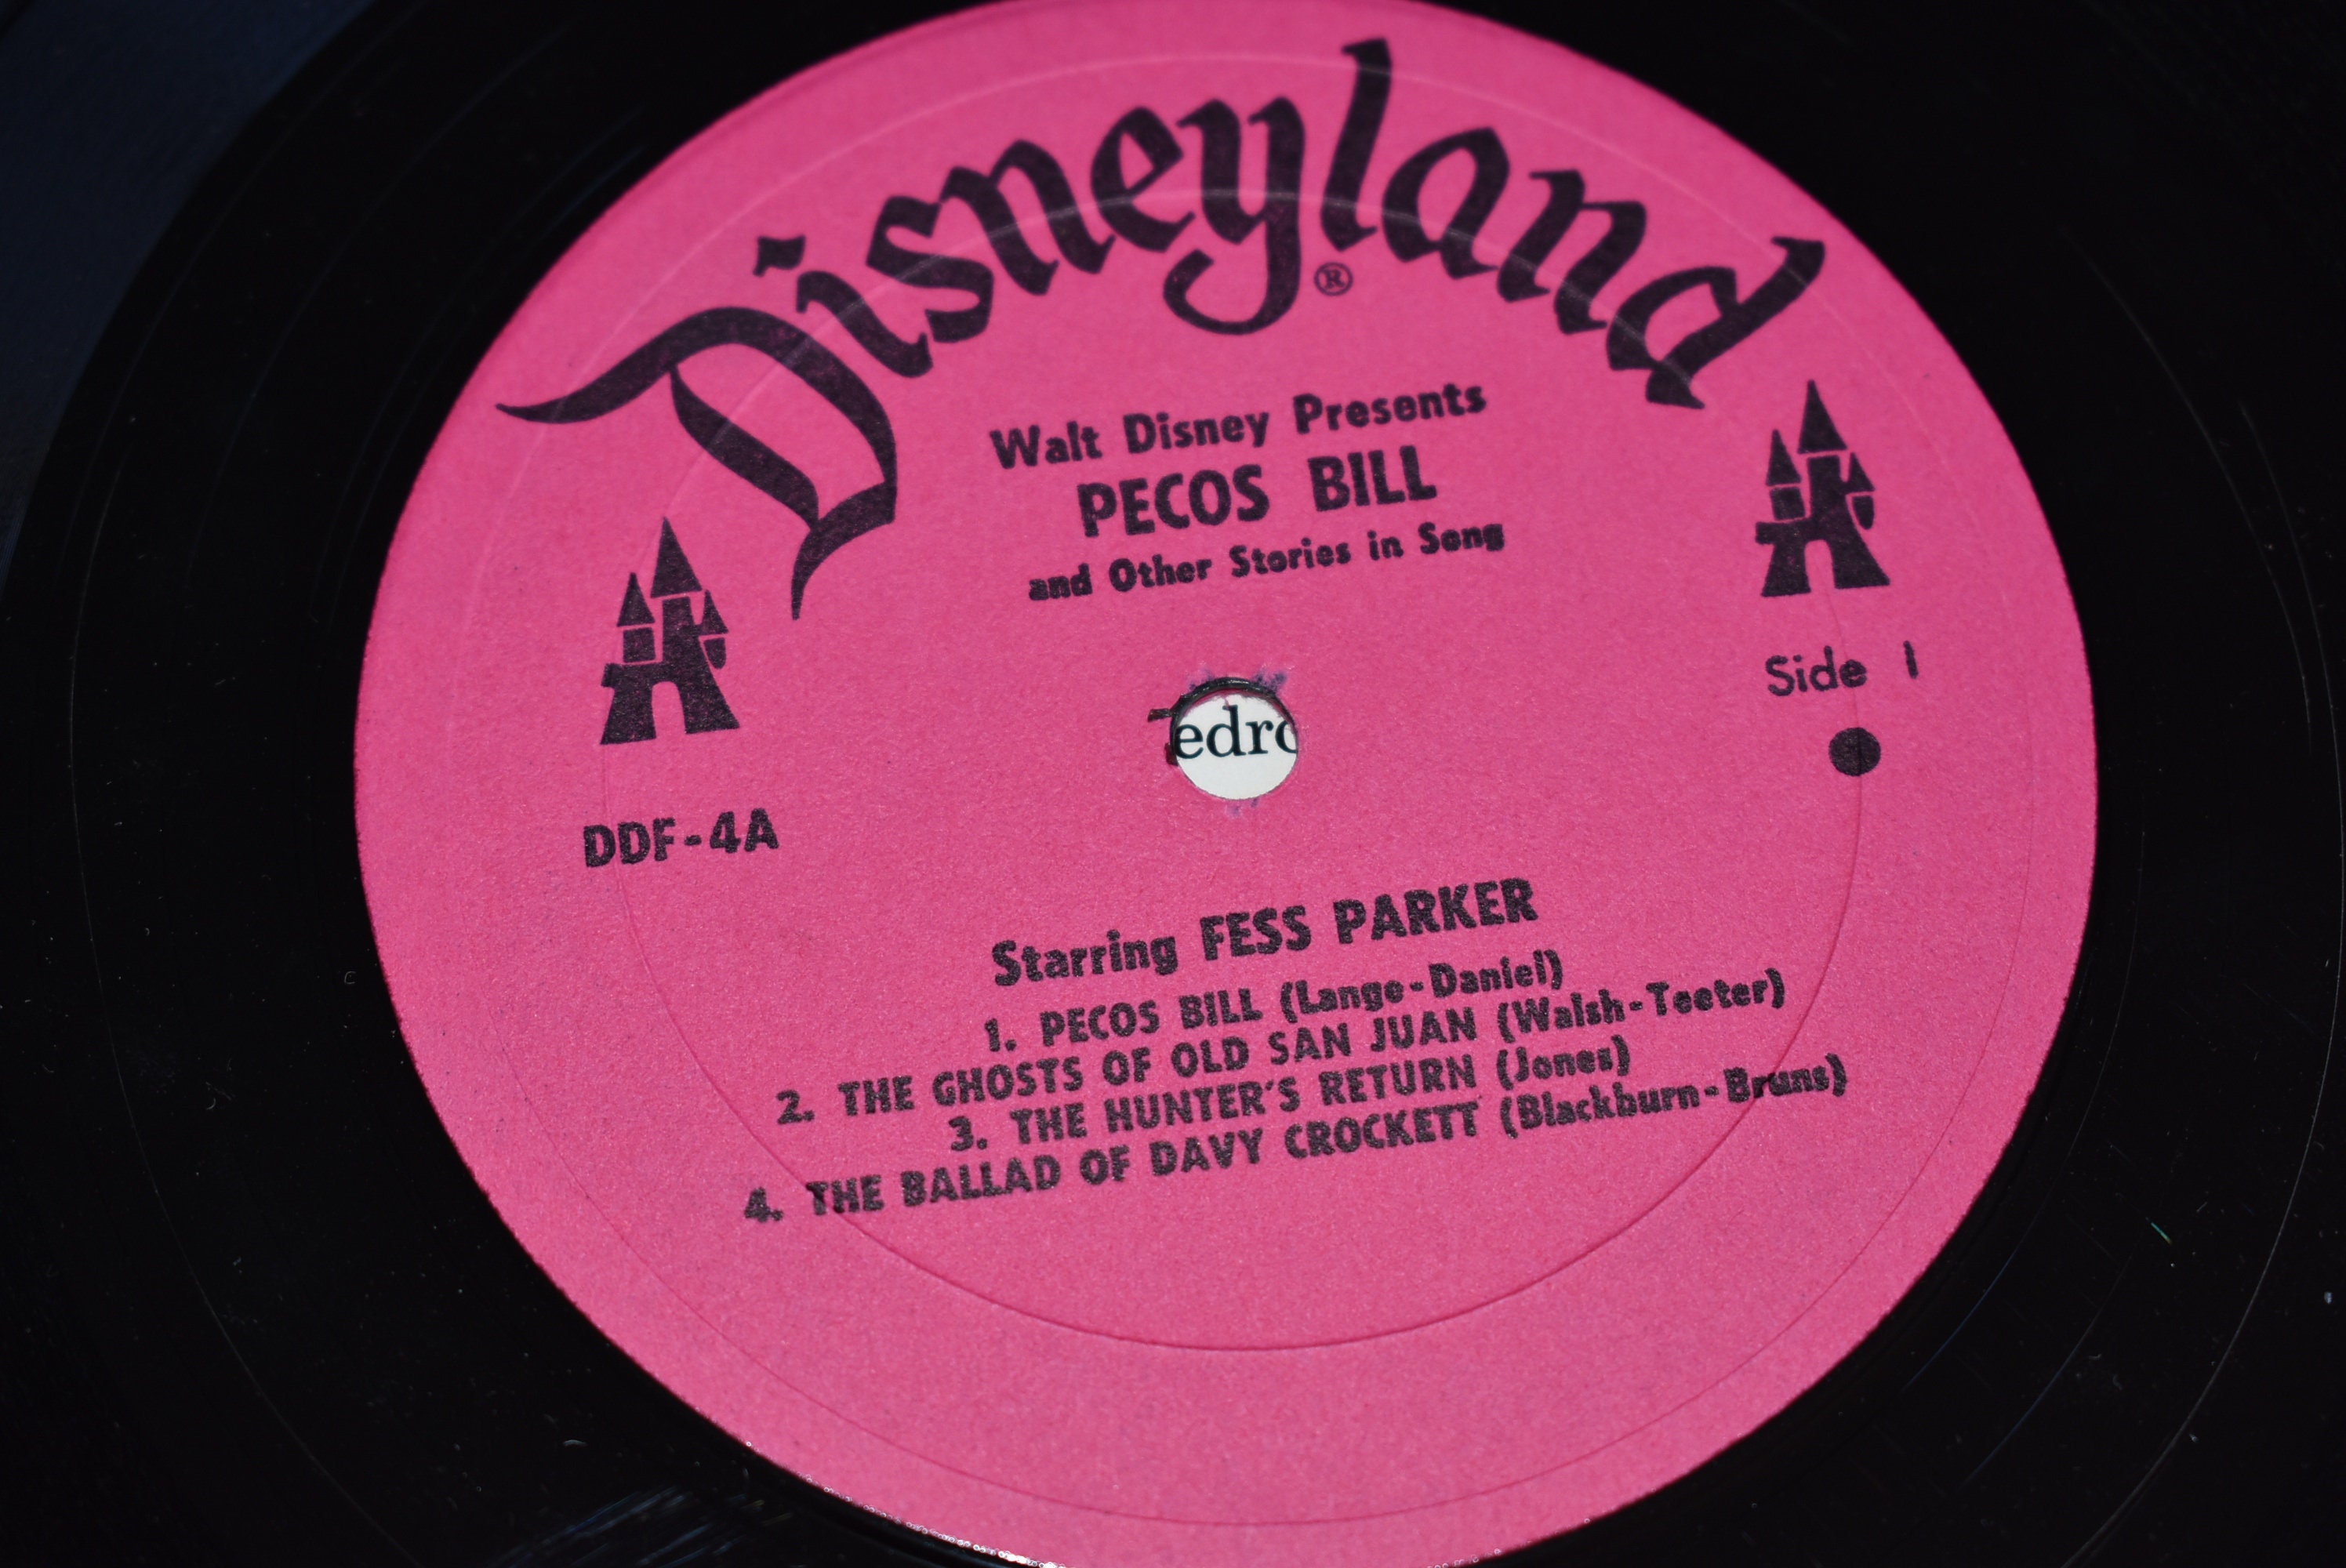 Disneyland®
Walt Disney Presents
PECOS BILL
and Other Stories in Song
Side 1
edro
DDF-4A
Starring FESS PARKER
1. PECOS BILL (Lange-Daniel)
2. THE GHOSTS OF OLD SAN JUAN (Walsh-Teeter)
3. THE HUNTER'S RETURN (Jones)
4. THE BALLAD OF DAVY CROCKETT (Blackburn-Bruns)